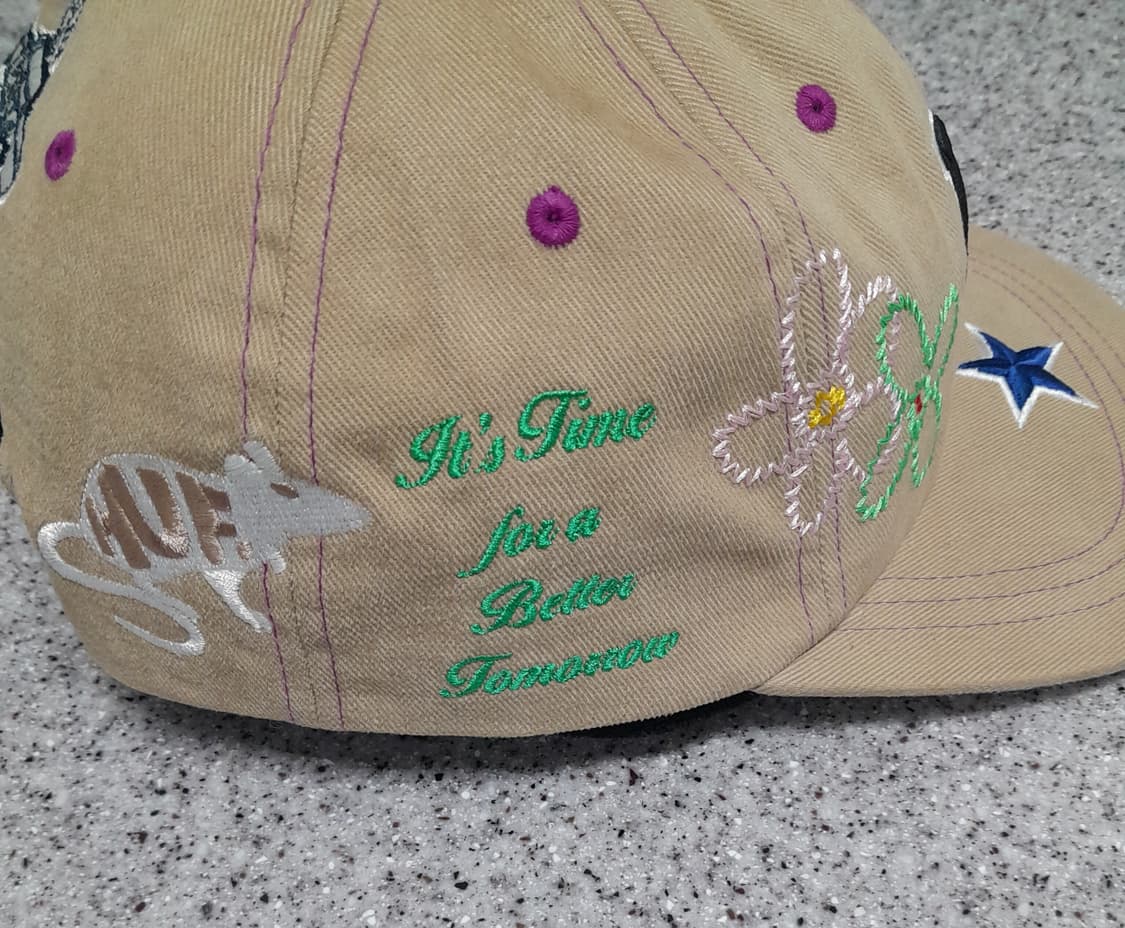 HUF
It's Time
for a
Better
Tomorrow